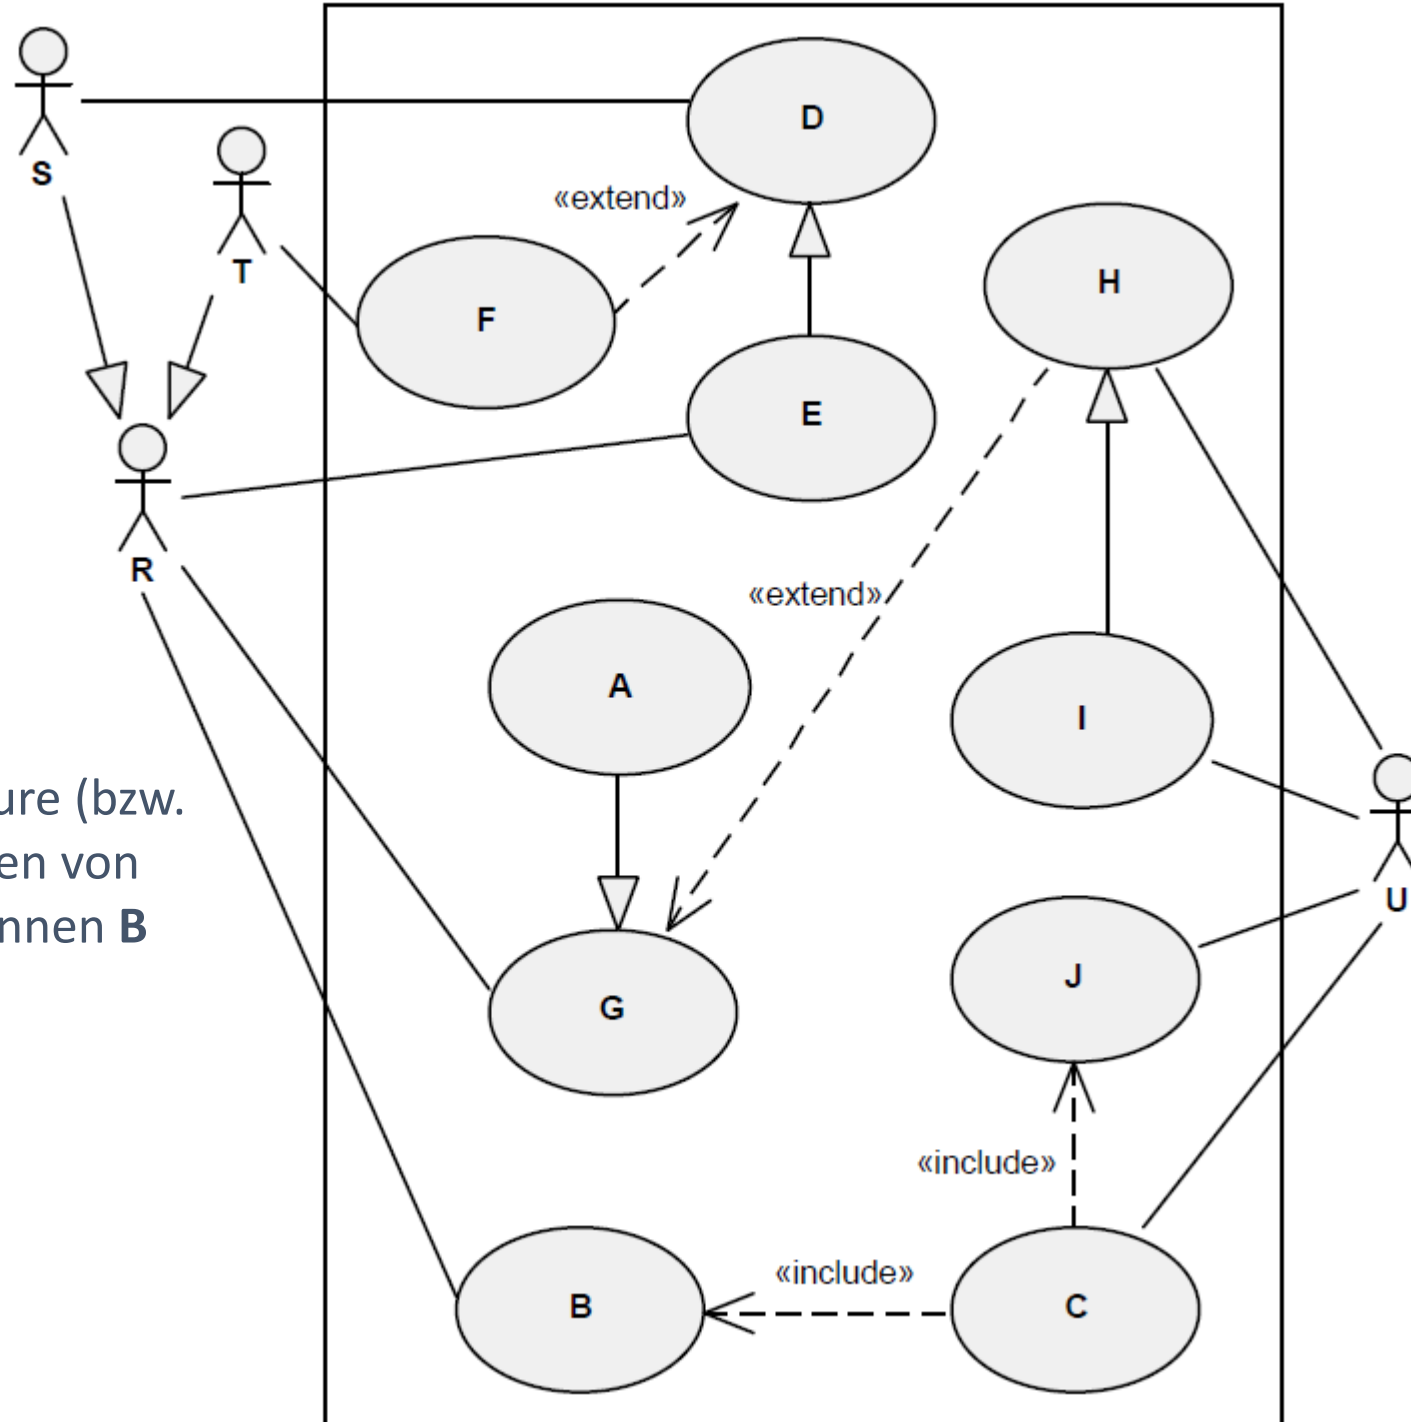 D
S
«extend»
T
H
F
E
R
«extend»
A
I
ure (bzw.
en von
nnen B
U
J
G
«include»
«include»
B
C